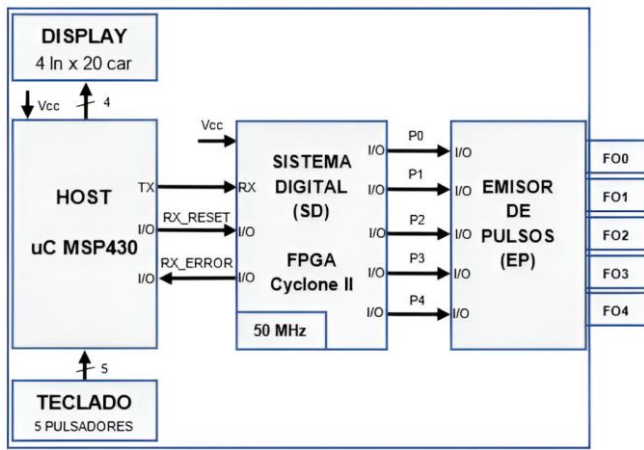 DISPLAY
4 ln x 20 car
Vcc
4
HOST
uC MSP430
TX
I/O
I/O
RX_RESET
RX_ERROR
Vcc
SISTEMA
DIGITAL
(SD)
FPGA
Cyclone II
50 MHz
RX
I/O
I/O
I/O
I/O
I/O
I/O
I/O
P0
P1
P2
P3
P4
I/O
I/O
I/O
I/O
I/O
EMISOR
DE
PULSOS
(EP)
FO0
FO1
FO2
FO3
FO4
5
TECLADO
5 PULSADORES